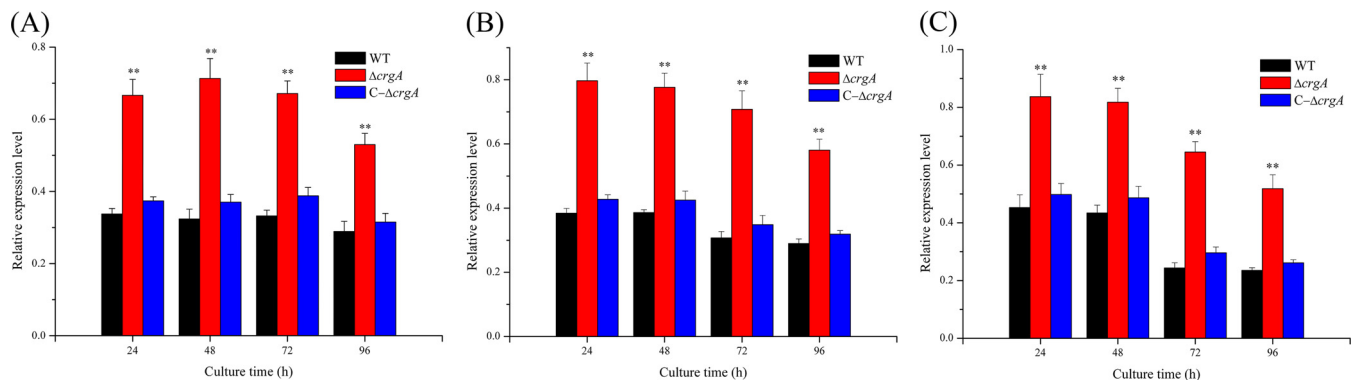 (A)
WT
ΔcrgA
C−ΔcrgA
0.8
0.6
0.4
0.2
0.0
**
**
**
**
Relative expression level
24
48
72
96
Culture time (h)
(B)
WT
ΔcrgA
C−ΔcrgA
0.8
0.6
0.4
0.2
0.0
**
**
**
**
Relative expression level
24
48
72
96
Culture time (h)
(C)
WT
ΔcrgA
C−ΔcrgA
1.0
0.8
0.6
0.4
0.2
0.0
**
**
**
**
Relative expression level
24
48
72
96
Culture time (h)